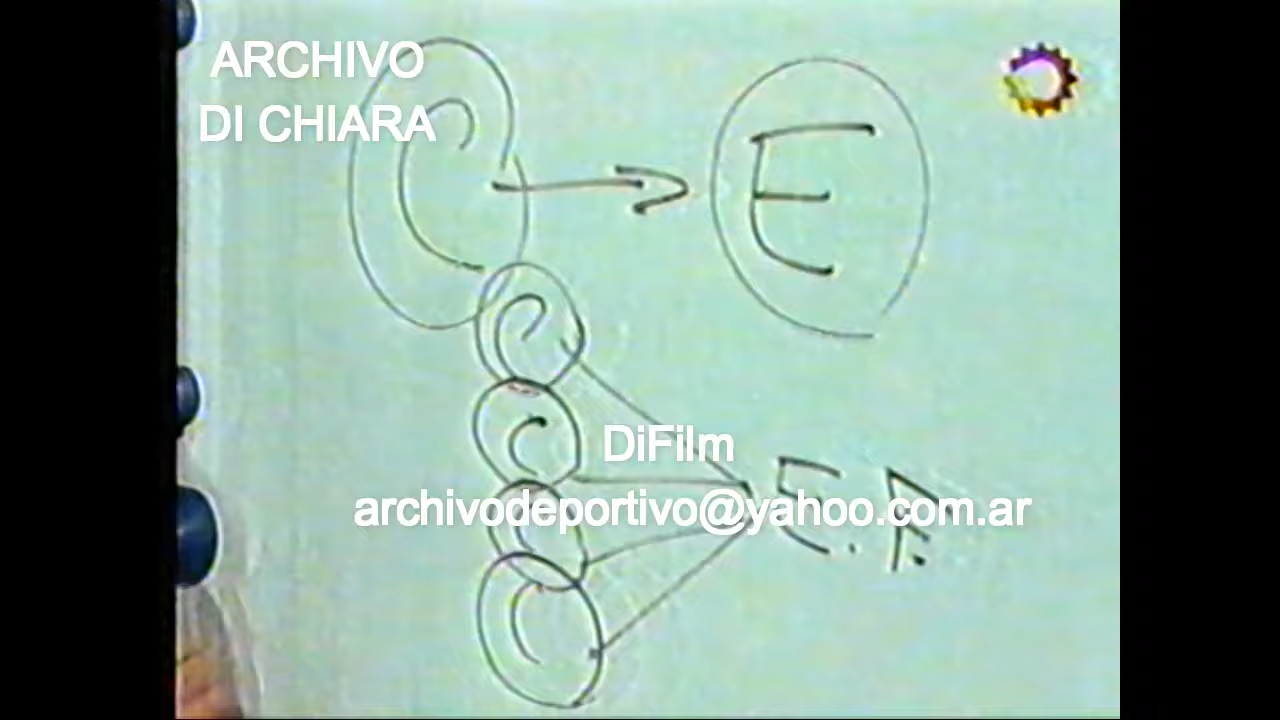 ARCHIVO
DI CHIARA
C → E
C
C
DiFilm
E. P.
archivodeportivo@yahoo.com.ar
C
C